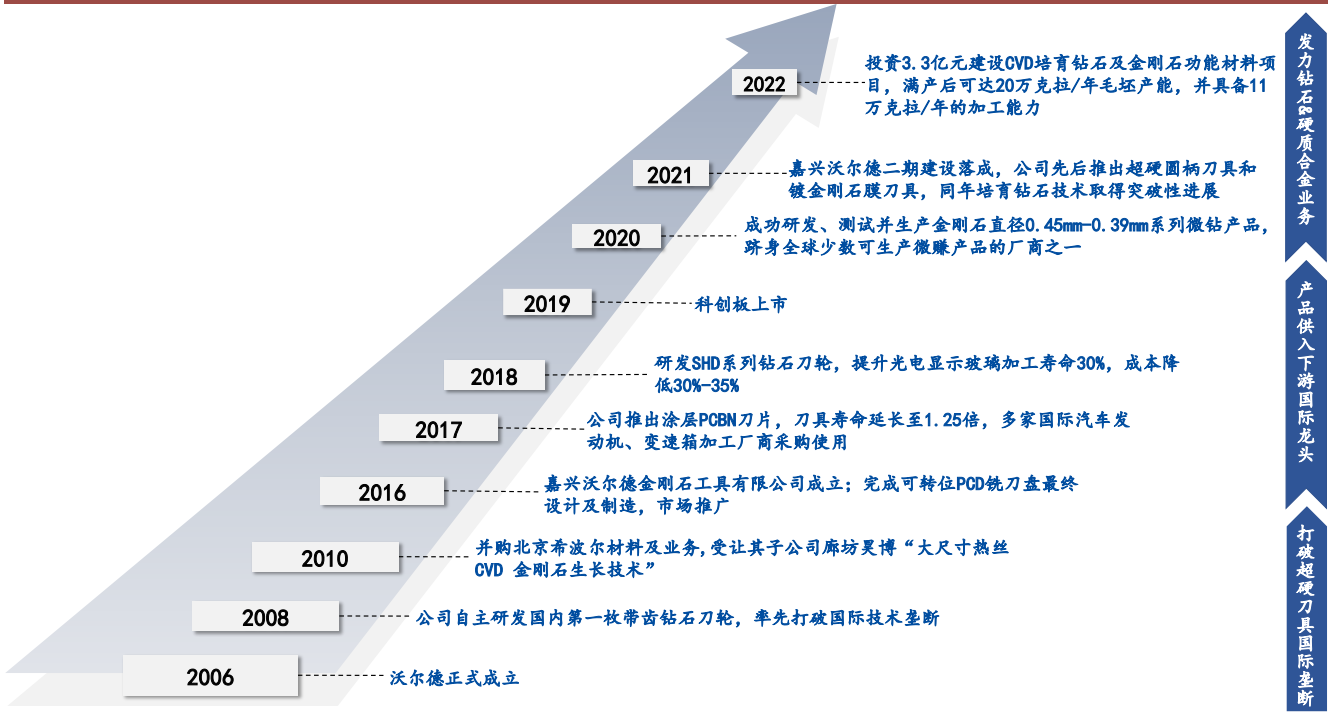 2022
投资3.3亿元建设CVD培育钻石及金刚石功能材料项
目，满产后可达20万克拉/年毛坯产能，并具备11
万克拉/年的加工能力
2021
嘉兴沃尔德二期建设落成，公司先后推出超硬圆柄刀具和
镀金刚石膜刀具，同年培育钻石技术取得突破性进展
2020
成功研发、测试并生产金刚石直径0.45mm-0.39mm系列微钻产品，
跻身全球少数可生产微赚产品的厂商之一
2019
科创板上市
2018
研发SHD系列钻石刀轮，提升光电显示玻璃加工寿命30%，成本降
低30%-35%
2017
公司推出涂层PCBN刀片，刀具寿命延长至1.25倍，多家国际汽车发
动机、变速箱加工厂商采购使用
2016
嘉兴沃尔德金刚石工具有限公司成立；完成可转位PCD铣刀盘最终
设计及制造，市场推广
2010
并购北京希波尔材料及业务,受让其子公司廊坊昊博“大尺寸热丝
CVD 金刚石生长技术”
2008
公司自主研发国内第一枚带齿钻石刀轮，率先打破国际技术垄断
2006
沃尔德正式成立
发力钻石&硬质合金业务
产品供入下游国际龙头
打破超硬刀具国际垄断